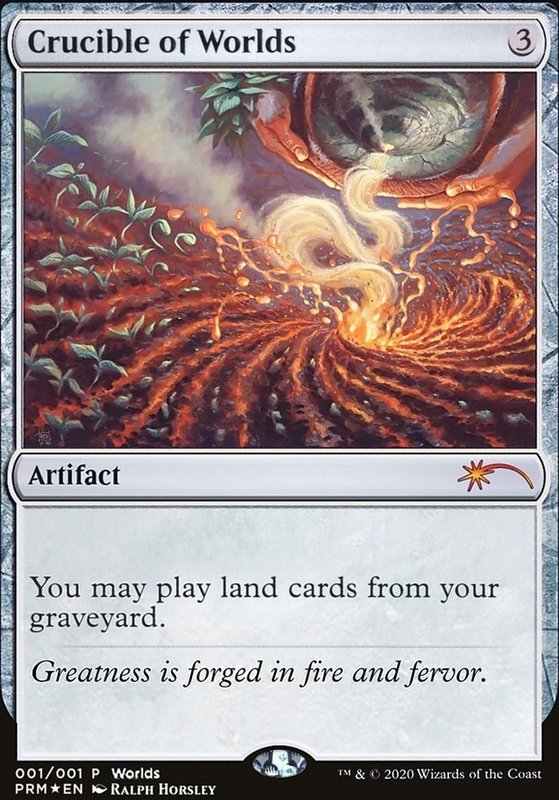 Crucible of Worlds 3
Artifact
You may play land cards from your
graveyard.
Greatness is forged in fire and fervor.
001/001 P Worlds
PRM★EN RALPH HORSLEY
™ & © 2020 Wizards of the Coast